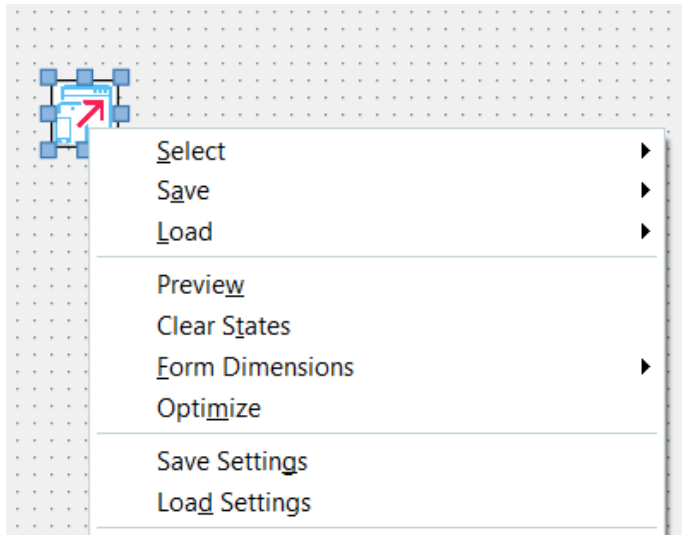 Select
Save
Load
Preview
Clear States
Form Dimensions
Optimize
Save Settings
Load Settings